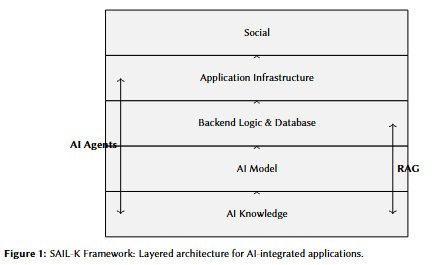 Social
Application Infrastructure
Backend Logic & Database
AI Agents
AI Model
RAG
AI Knowledge
Figure 1: SAIL-K Framework: Layered architecture for AI-integrated applications.